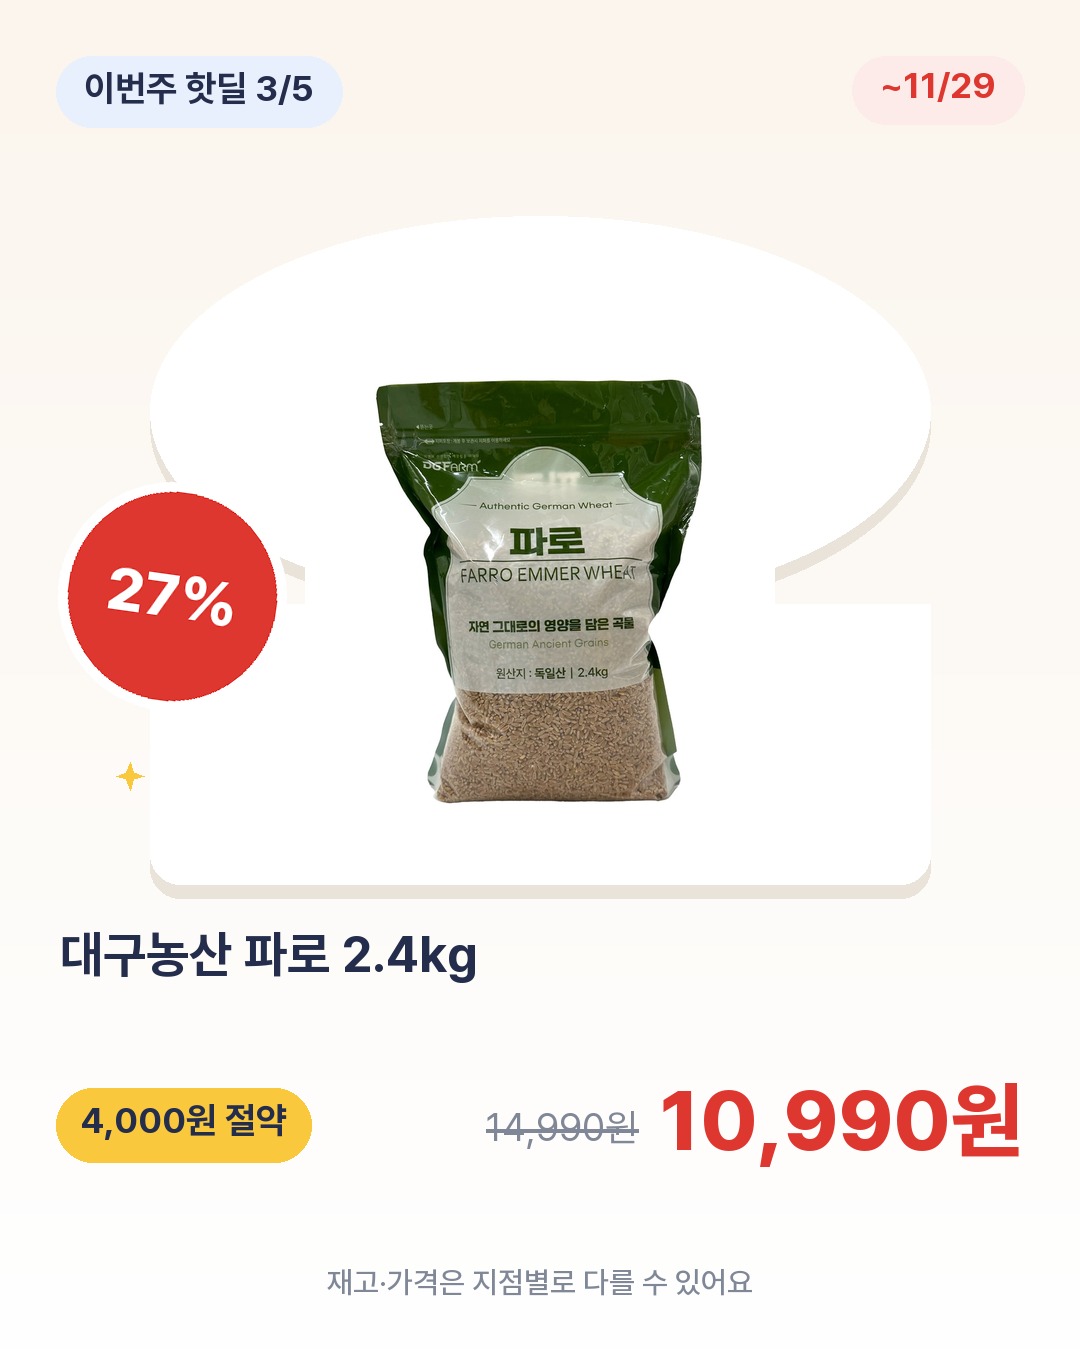 이번주 핫딜 3/5
~11/29
DGFARM
Authentic German Wheat
파로
FARRO EMMER WHEAT
자연 그대로의 영양을 담은 곡물
German Ancient Grains
원산지 : 독일산 | 2.4kg
27%
대구농산 파로 2.4kg
4,000원 절약
14,990원 10,990원
재고·가격은 지점별로 다를 수 있어요